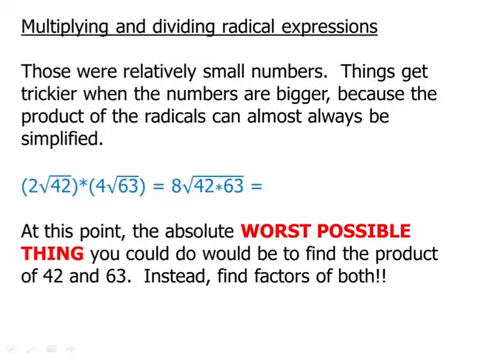 Multiplying and dividing radical expressions
Those were relatively small numbers.  Things get
trickier when the numbers are bigger, because the
product of the radicals can almost always be
simplified.
(2√42)*(4√63) = 8√42*63 =
At this point, the absolute WORST POSSIBLE
THING you could do would be to find the product
of 42 and 63.  Instead, find factors of both!!